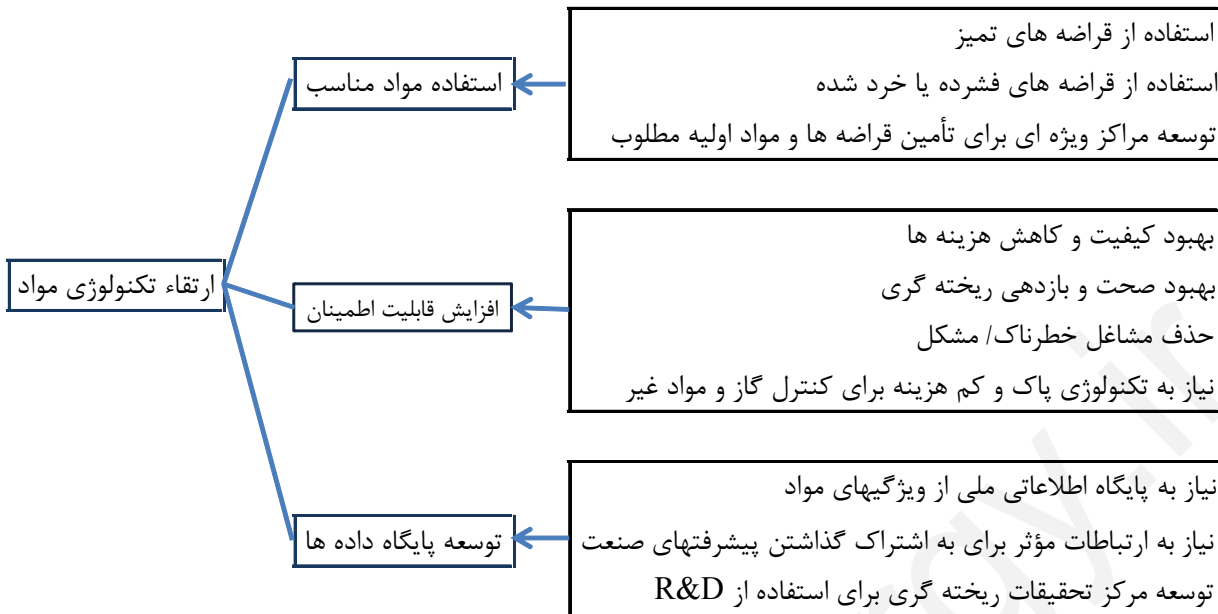 استفاده از قراضه های تمیز
استفاده از قراضه های فشرده یا خرد شده
توسعه مراکز ویژه ای برای تأمین قراضه ها و مواد اولیه مطلوب
استفاده مواد مناسب
بهبود کیفیت و کاهش هزینه ها
بهبود صحت و بازدهی ریخته گری
حذف مشاغل خطرناک/ مشکل
نیاز به تکنولوژی پاک و کم هزینه برای کنترل گاز و مواد غیر
افزایش قابلیت اطمینان
ارتقاء تکنولوژی مواد
نیاز به پایگاه اطلاعاتی ملی از ویژگیهای مواد
نیاز به ارتباطات مؤثر برای به اشتراک گذاشتن پیشرفتهای صنعت
توسعه مرکز تحقیقات ریخته گری برای استفاده از R&D
توسعه پایگاه داده ها
gy.ir